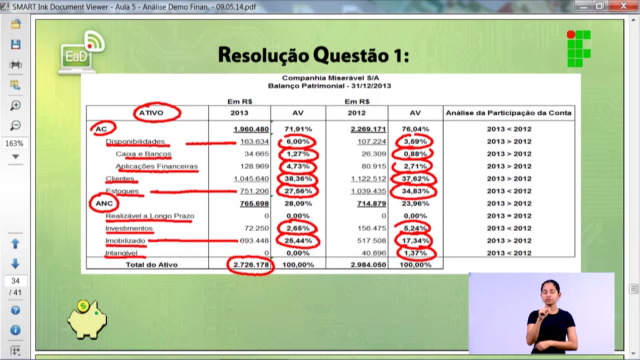 SMART Ink Document Viewer - Aula 5 - Análise Demo Finan. - 09.05.14.pdf
EaD
Resolução Questão 1:
Companhia Miserável S/A
Balanço Patrimonial - 31/12/2013
Em R$ Em R$
ATIVO 2013 AV 2012 AV Análise da Participação da Conta
AC 1.960.480 71,91% 2.269.171 76,04% 2013 < 2012
Disponibilidades 163.634 6,00% 107.224 3,59% 2013 > 2012
Caixa e Bancos 34.665 1,27% 26.309 0,88% 2013 > 2012
Aplicações Financeiras 128.969 4,73% 80.915 2,71% 2013 > 2012
Clientes 1.045.640 38,36% 1.122.512 37,62% 2013 > 2012
Estoques 751.206 27,56% 1.039.435 34,83% 2013 < 2012
ANC 765.698 28,09% 714.879 23,96% 2013 > 2012
Realizável a Longo Prazo 0 0,00% 0 0,00% 2013 = 2012
Investimentos 72.250 2,65% 156.475 5,24% 2013 < 2012
Imobilizado 693.448 25,44% 517.508 17,34% 2013 > 2012
Intangível 0 0,00% 40.896 1,37% 2013 < 2012
Total do Ativo 2.726.178 100,00% 2.984.050 100,00%
163%
34
/ 41